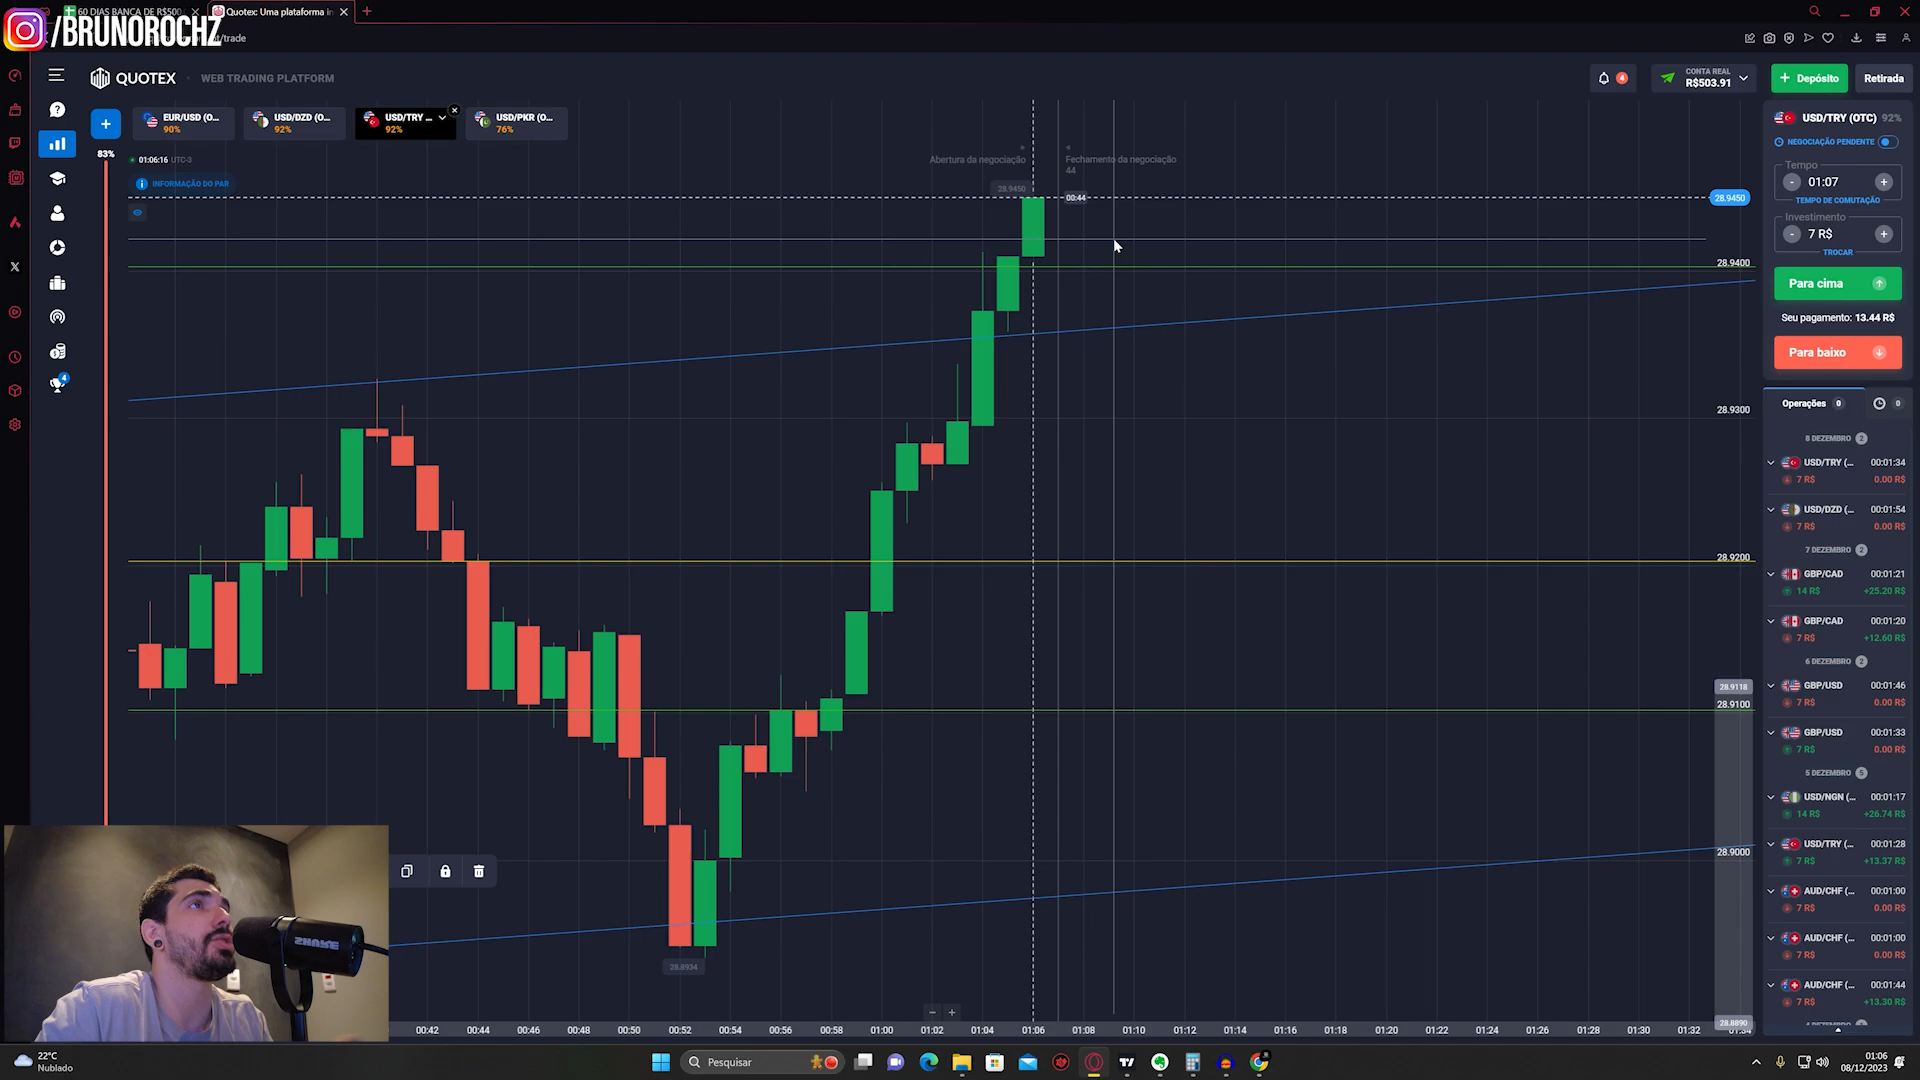 60 DIAS BANCA DE R$500
Quotex: Uma plataforma in
/BRUNOROCHZ
/trade
QUOTEX
WEB TRADING PLATFORM
4
CONTA REAL
R$503.91
+ Depósito
Retirada
+
EUR/USD (O...
90%
USD/DZD (O...
92%
USD/TRY ...
92%
USD/PKR (O...
76%
83%
01:06:16 UTC-3
INFORMAÇÃO DO PAR
Abertura da negociação
Fechamento da negociação
44
28.9450
00:44
28.9450
28.9400
28.9300
28.9200
28.9118
28.9100
28.9000
28.8890
28.8934
4
USD/TRY (OTC) 92%
NEGOCIAÇÃO PENDENTE
Tempo
- 01:07 +
TEMPO DE COMUTAÇÃO
Investimento
- 7 R$ +
TROCAR
Para cima
Seu pagamento: 13.44 R$
Para baixo
Operações 0
0
8 DEZEMBRO 2
USD/TRY (... 00:01:34
7 R$ 0.00 R$
USD/DZD (... 00:01:54
7 R$ 0.00 R$
7 DEZEMBRO 2
GBP/CAD 00:01:21
14 R$ +25.20 R$
GBP/CAD 00:01:20
7 R$ +12.60 R$
6 DEZEMBRO 2
GBP/USD 00:01:46
7 R$ 0.00 R$
GBP/USD 00:01:33
7 R$ 0.00 R$
5 DEZEMBRO 5
USD/NGN (... 00:01:17
14 R$ +26.74 R$
USD/TRY (... 00:01:28
7 R$ +13.37 R$
AUD/CHF (... 00:01:00
7 R$ 0.00 R$
AUD/CHF (... 00:01:00
7 R$ 0.00 R$
AUD/CHF (... 00:01:44
7 R$ +13.30 R$
SHURE
- +
00:42 00:44 00:46 00:48 00:50 00:52 00:54 00:56 00:58 01:00 01:02 01:04 01:06 01:08 01:10 01:12 01:14 01:16 01:18 01:20 01:22 01:24 01:26 01:28 01:30 01:32 01:34
22°C
Nublado
Pesquisar
01:06
08/12/2023